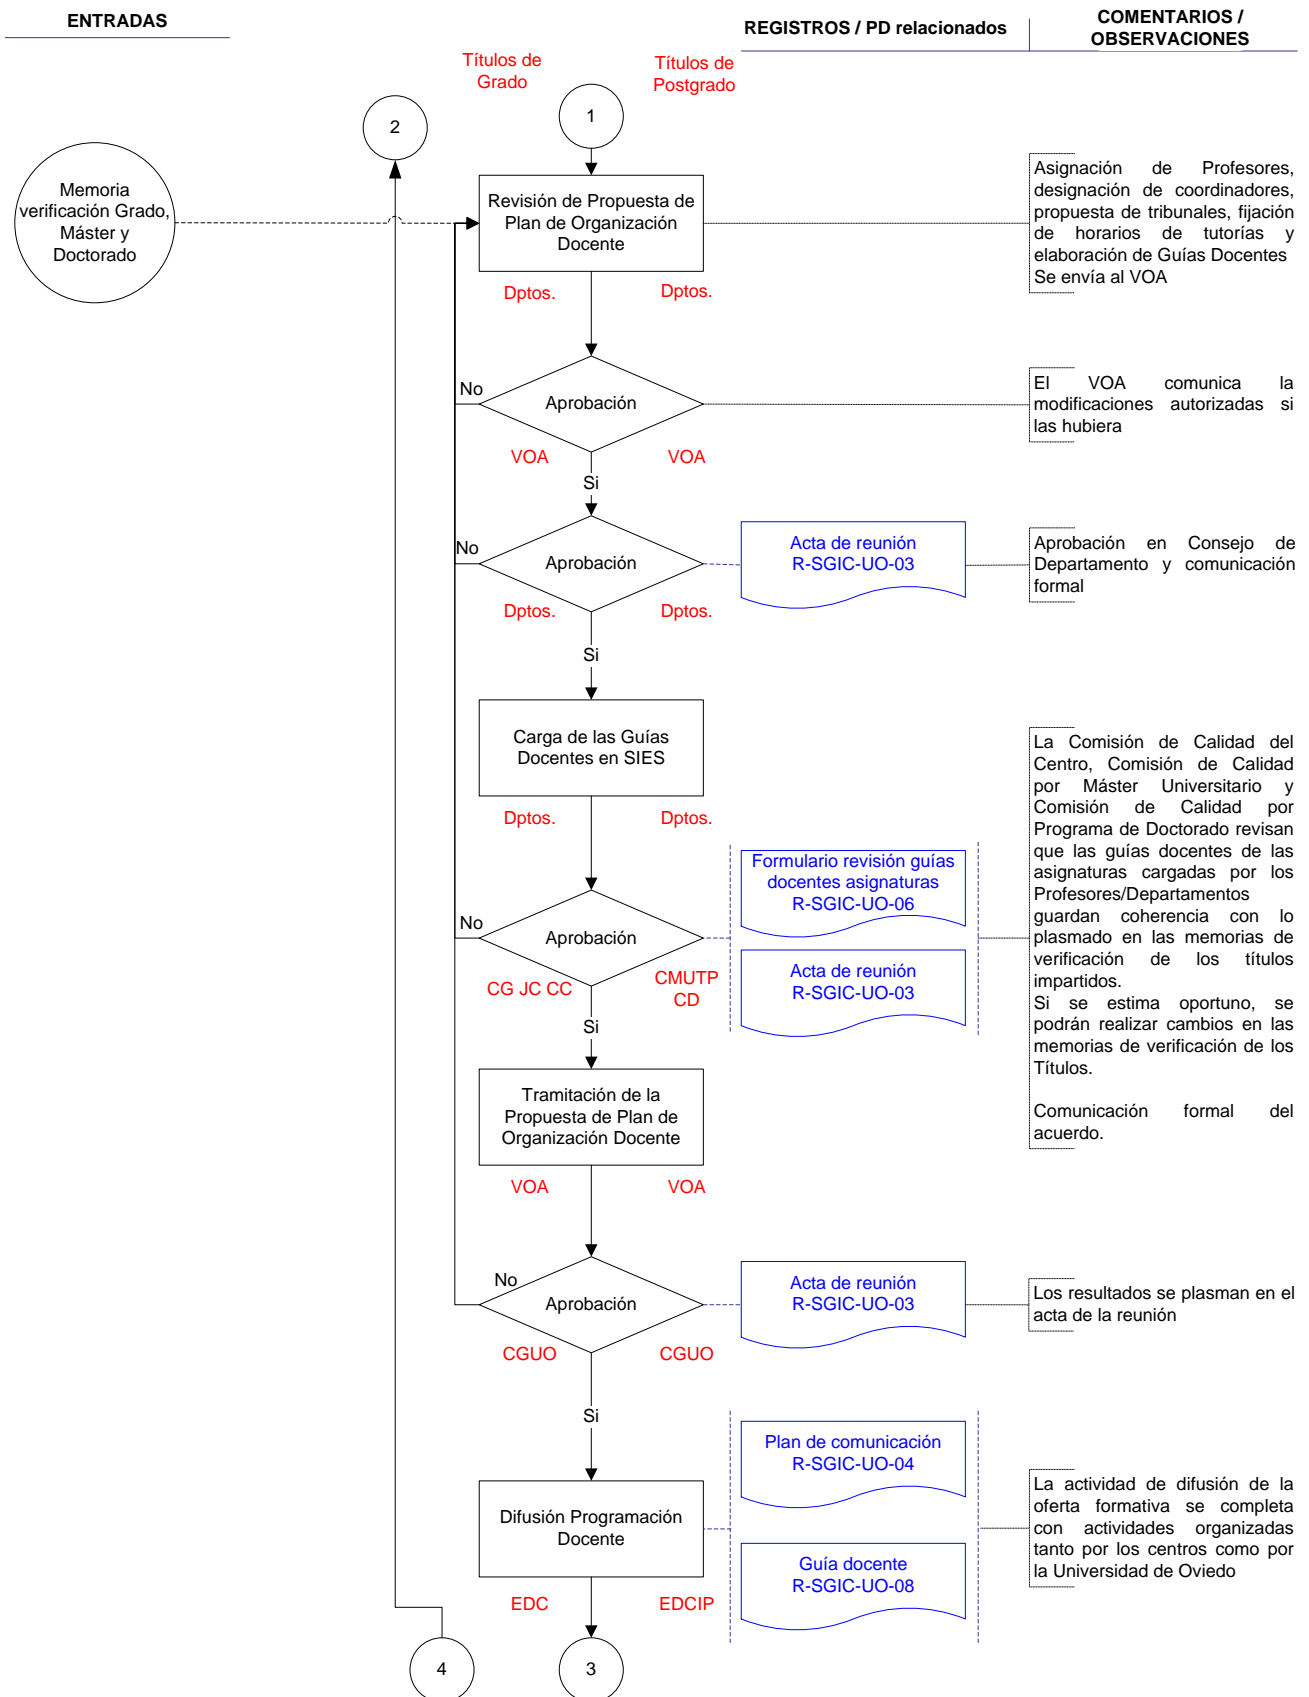 ENTRADAS
REGISTROS / PD relacionados
COMENTARIOS /
OBSERVACIONES
Títulos de
Grado
Títulos de
Postgrado
2
1
Memoria
verificación Grado,
Máster y
Doctorado
Revisión de Propuesta de
Plan de Organización
Docente
Asignación de Profesores,
designación de coordinadores,
propuesta de tribunales, fijación
de horarios de tutorías y
elaboración de Guías Docentes
Se envía al VOA
Dptos.
Dptos.
No
Aprobación
El VOA comunica la
modificaciones autorizadas si
las hubiera
VOA
VOA
Si
No
Aprobación
Acta de reunión
R-SGIC-UO-03
Aprobación en Consejo de
Departamento y comunicación
formal
Dptos.
Dptos.
Si
Carga de las Guías
Docentes en SIES
Dptos.
Dptos.
No
Aprobación
Formulario revisión guías
docentes asignaturas
R-SGIC-UO-06
Acta de reunión
R-SGIC-UO-03
La Comisión de Calidad del
Centro, Comisión de Calidad
por Máster Universitario y
Comisión de Calidad por
Programa de Doctorado revisan
que las guías docentes de las
asignaturas cargadas por los
Profesores/Departamentos
guardan coherencia con lo
plasmado en las memorias de
verificación de los títulos
impartidos.
Si se estima oportuno, se
podrán realizar cambios en las
memorias de verificación de los
Títulos.
Comunicación formal del
acuerdo.
CG JC CC
CMUTP
CD
Si
Tramitación de la
Propuesta de Plan de
Organización Docente
VOA
VOA
No
Aprobación
Acta de reunión
R-SGIC-UO-03
Los resultados se plasman en el
acta de la reunión
CGUO
CGUO
Si
Difusión Programación
Docente
Plan de comunicación
R-SGIC-UO-04
Guía docente
R-SGIC-UO-08
La actividad de difusión de la
oferta formativa se completa
con actividades organizadas
tanto por los centros como por
la Universidad de Oviedo
EDC
EDCIP
4
3